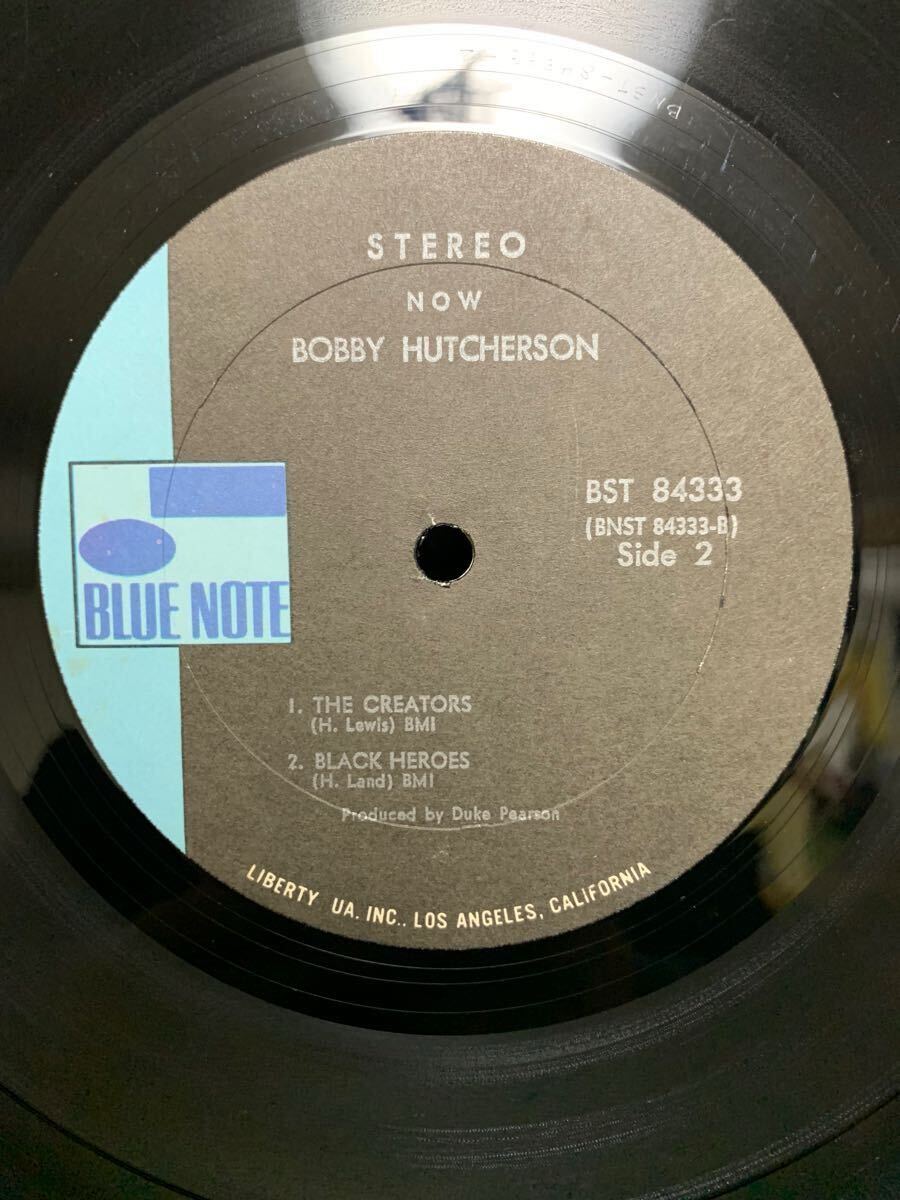 STEREO
NOW
BOBBY HUTCHERSON
BST 84333
(BNST 84333-B)
Side 2
BLUE NOTE
1. THE CREATORS
(H. Lewis) BMI
2. BLACK HEROES
(H. Land) BMI
Produced by Duke Pearson
LIBERTY UA, INC., LOS ANGELES, CALIFORNIA